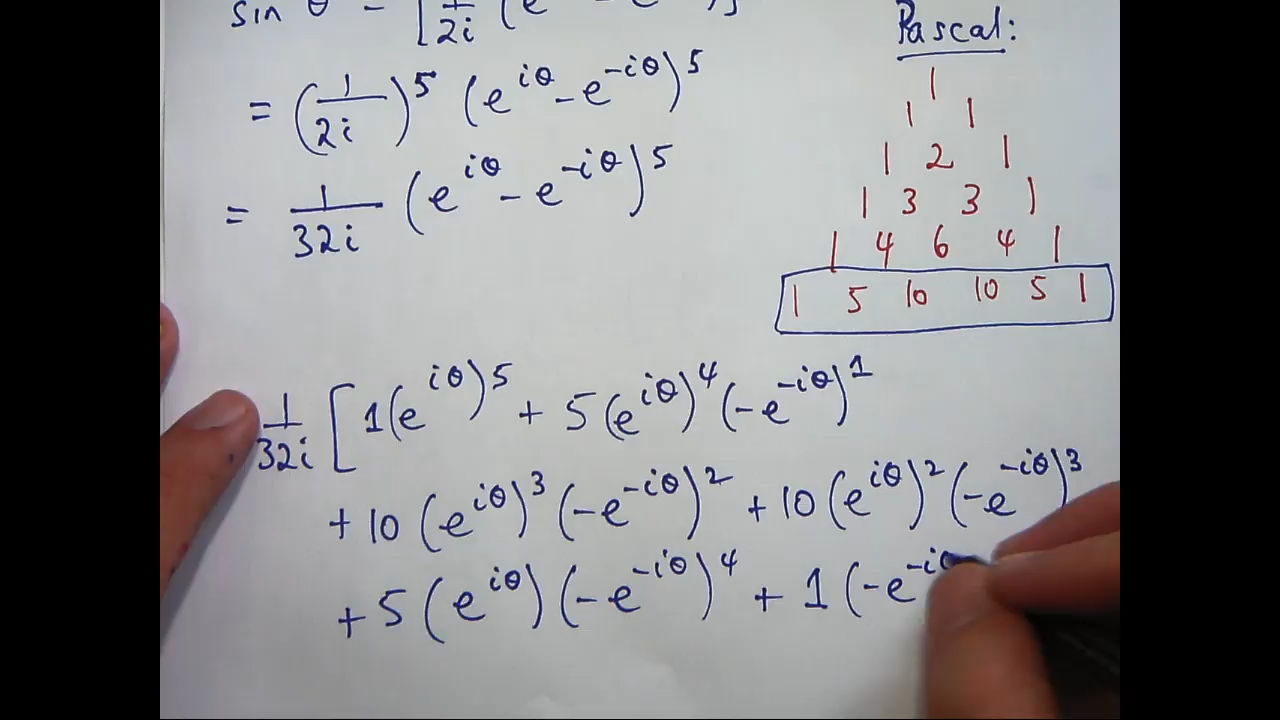 sin θ = [1/2i (e
= (1/2i)⁵ (e^iθ - e^-iθ)⁵
= 1/32i (e^iθ - e^-iθ)⁵
Pascal:
1
1 1
1 2 1
1 3 3 1
1 4 6 4 1
1 5 10 10 5 1
1/32i [1(e^iθ)⁵ + 5(e^iθ)⁴(-e^-iθ)¹
+ 10(e^iθ)³(-e^-iθ)² + 10(e^iθ)²(-e^-iθ)³
+ 5(e^iθ)(-e^-iθ)⁴ + 1(-e^-iθ